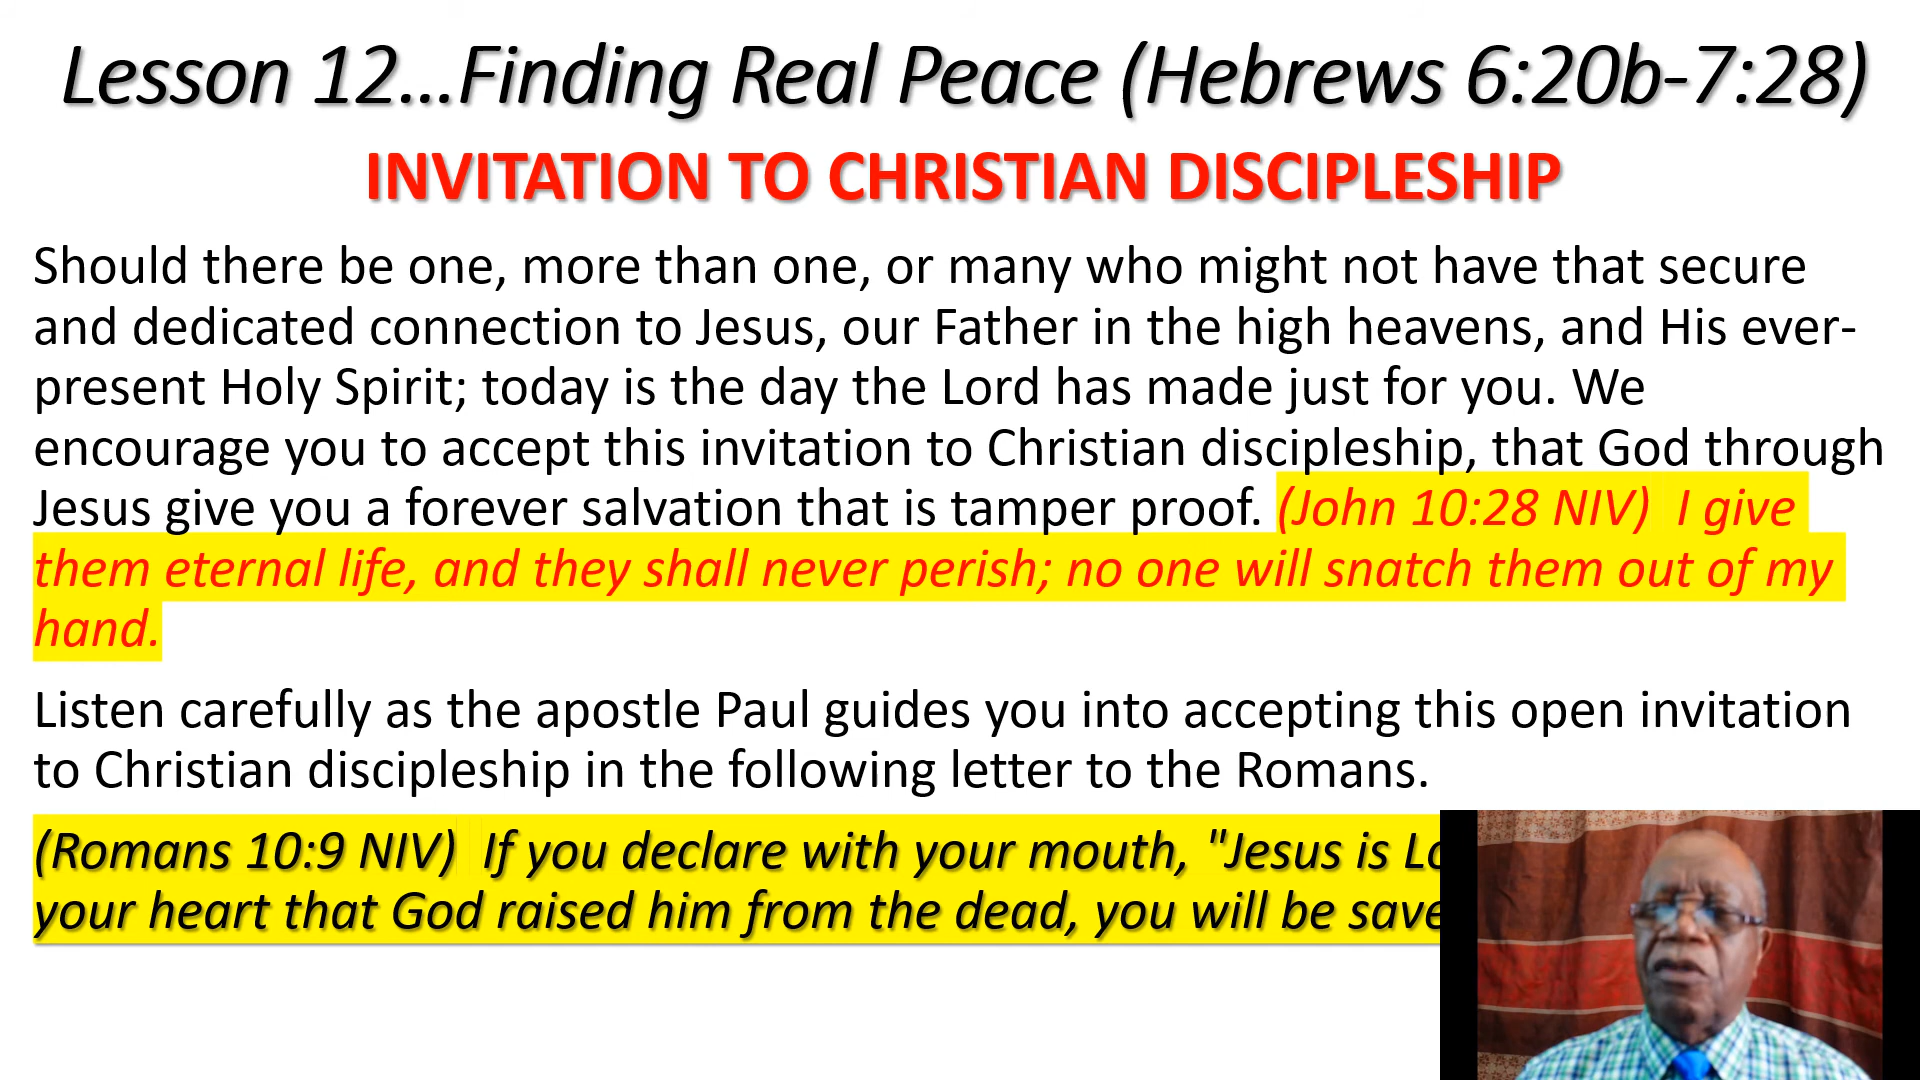 Lesson 12...Finding Real Peace (Hebrews 6:20b-7:28)
INVITATION TO CHRISTIAN DISCIPLESHIP
Should there be one, more than one, or many who might not have that secure
and dedicated connection to Jesus, our Father in the high heavens, and His ever-
present Holy Spirit; today is the day the Lord has made just for you. We
encourage you to accept this invitation to Christian discipleship, that God through
Jesus give you a forever salvation that is tamper proof. (John 10:28 NIV) I give
them eternal life, and they shall never perish; no one will snatch them out of my
hand.
Listen carefully as the apostle Paul guides you into accepting this open invitation
to Christian discipleship in the following letter to the Romans.
(Romans 10:9 NIV) If you declare with your mouth, "Jesus is
your heart that God raised him from the dead, you will be